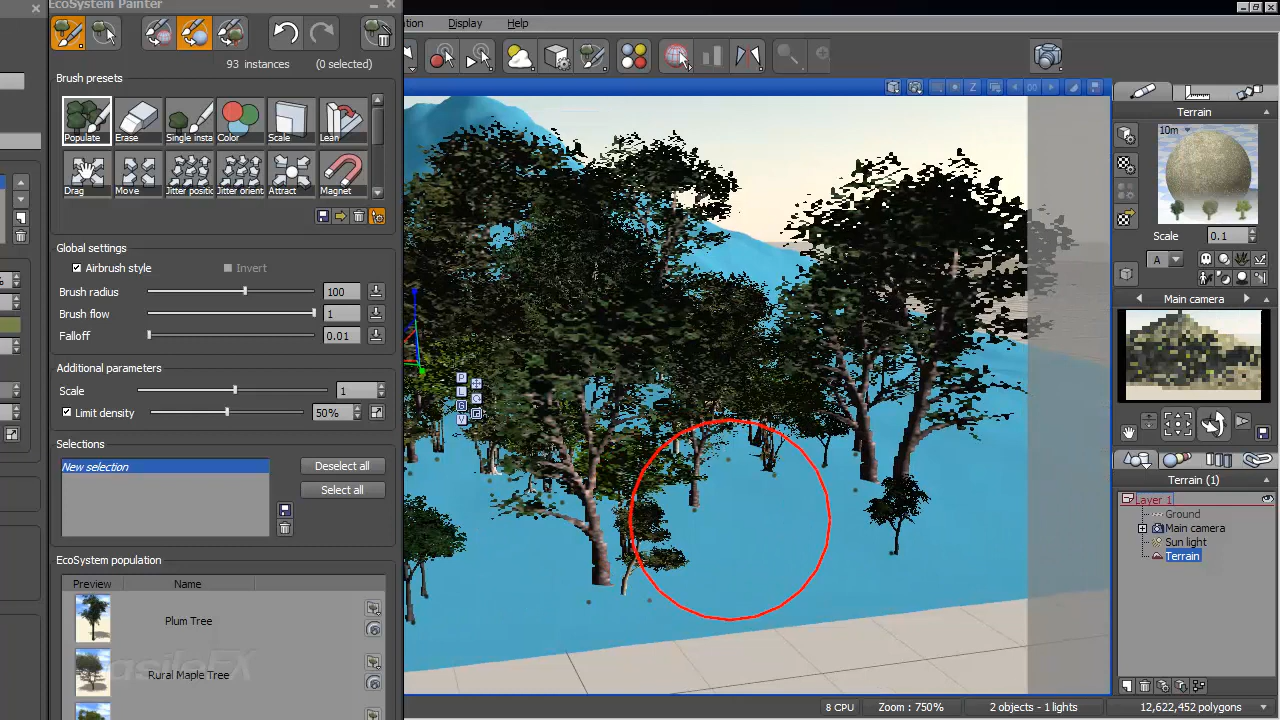 EcoSystem Painter
ation Display Help
93 instances (0 selected)
Brush presets
Populate Erase Single insta Color Scale Lean
Drag Move Jitter positic Jitter orient Attract Magnet
Global settings
Airbrush style Invert
Brush radius 100
Brush flow 1
Falloff 0.01
Additional parameters
Scale 1
Limit density 50%
Selections
New selection
Deselect all
Select all
EcoSystem population
Preview Name
Plum Tree
Rural Maple Tree
asileFX
P
L
G
V
Terrain
10m
Scale 0.1
A
Main camera
Terrain (1)
Layer 1
Ground
Main camera
Sun light
Terrain
8 CPU Zoom : 750% 2 objects - 1 lights 12,622,452 polygons